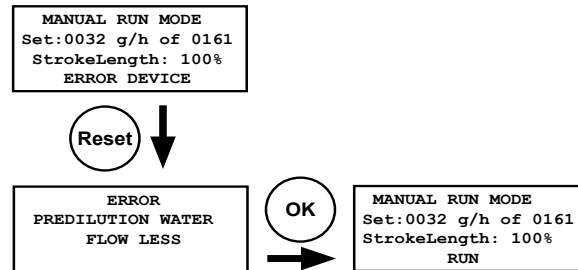 MANUAL RUN MODE
Set:0032 g/h of 0161
StrokeLength: 100%
ERROR DEVICE
Reset
ERROR
PREDILUTION WATER
FLOW LESS
OK
MANUAL RUN MODE
Set:0032 g/h of 0161
StrokeLength: 100%
RUN